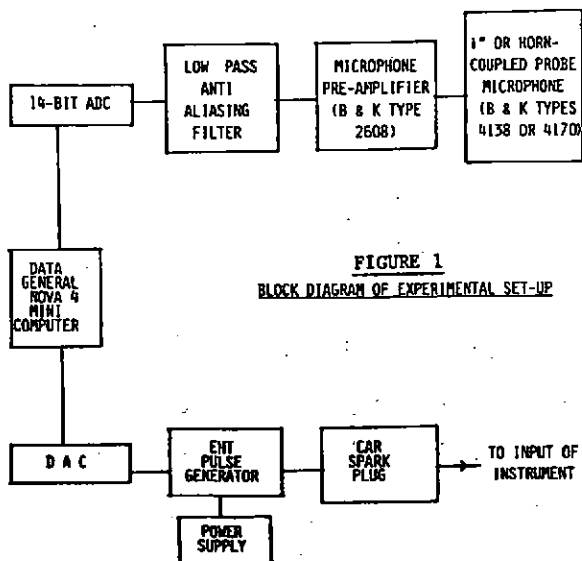 14-BIT ADC
LOW PASS
ANTI
ALIASING
FILTER
MICROPHONE
PRE-AMPLIFIER
(B & K TYPE
2608)
OR HORN-
COUPLED PROBE
MICROPHONE
(B & K TYPES
4138 OR 4170)
DATA
GENERAL
NOVA 4
MINI
COMPUTER
FIGURE 1
BLOCK DIAGRAM OF EXPERIMENTAL SET-UP
D A C
EHT
PULSE
GENERATOR
CAR
SPARK
PLUG
TO INPUT OF
INSTRUMENT
POWER
SUPPLY